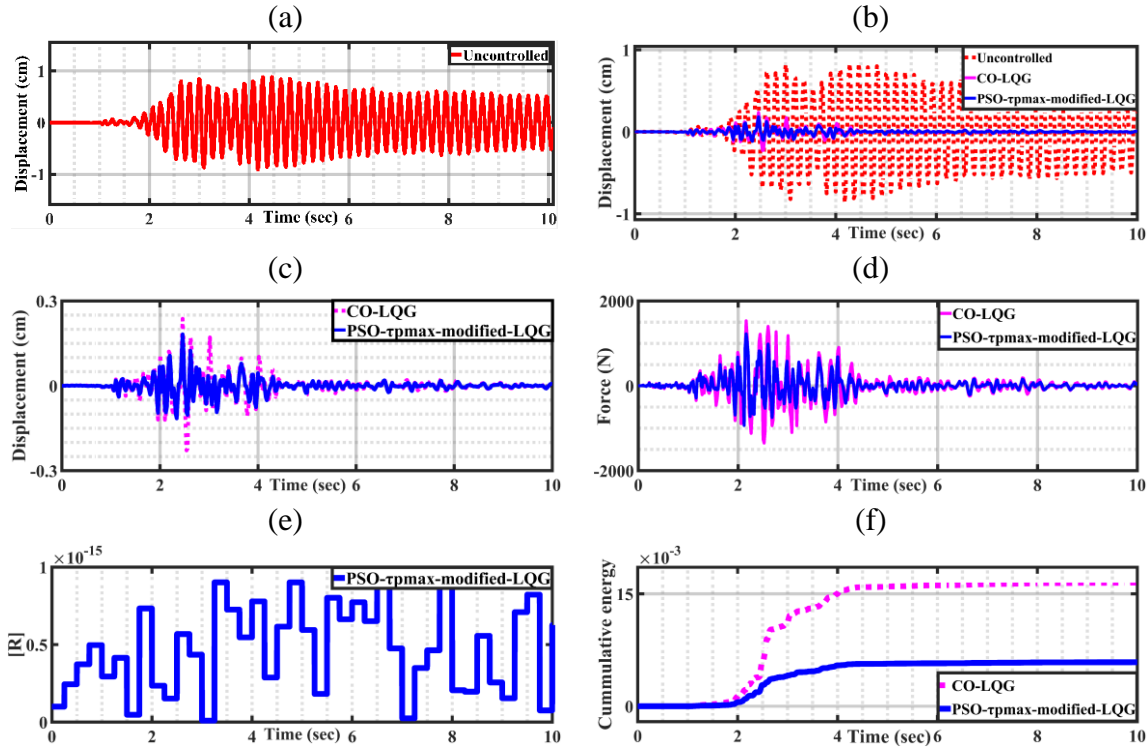 (a)
Uncontrolled
Displacement (cm)
1
0
-1
0 2 4 6 8 10
Time (sec)
(b)
Uncontrolled
CO-LQG
PSO-τpmax-modified-LQG
Displacement (cm)
1
0
-1
0 2 4 6 8 10
Time (sec)
(c)
CO-LQG
PSO-τpmax-modified-LQG
Displacement (cm)
0.3
0
-0.3
0 2 4 6 8 10
Time (sec)
(d)
CO-LQG
PSO-τpmax-modified-LQG
Force (N)
2000
0
-2000
0 2 4 6 8 10
Time (sec)
(e)
×10-15
PSO-τpmax-modified-LQG
[R]
1
0.5
0
0 2 4 6 8 10
Time (sec)
(f)
×10-3
Cummulative energy
15
0
CO-LQG
PSO-τpmax-modified-LQG
0 2 4 6 8 10
Time (sec)